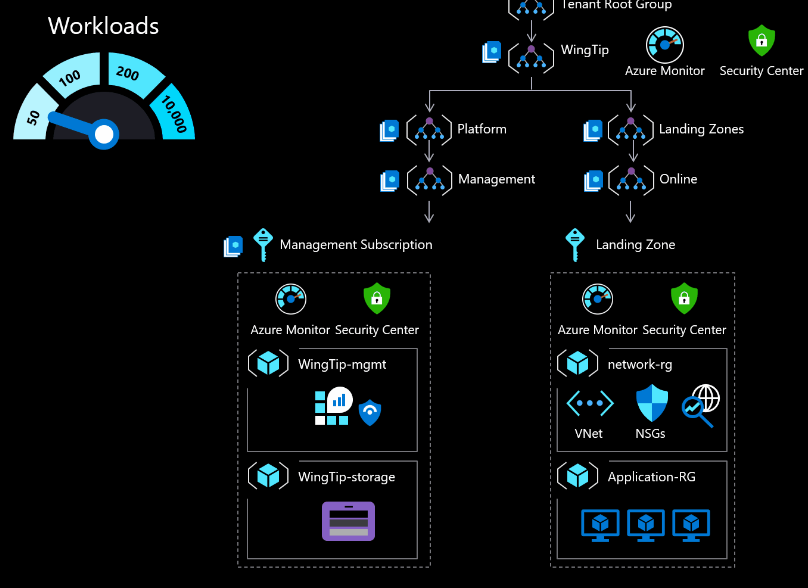 Tenant Root Group
Workloads
50
100
200
10,000
WingTip
Azure Monitor
Security Center
Platform
Landing Zones
Management
Online
Management Subscription
Landing Zone
Azure Monitor
Security Center
Azure Monitor
Security Center
WingTip-mgmt
network-rg
VNet
NSGs
WingTip-storage
Application-RG